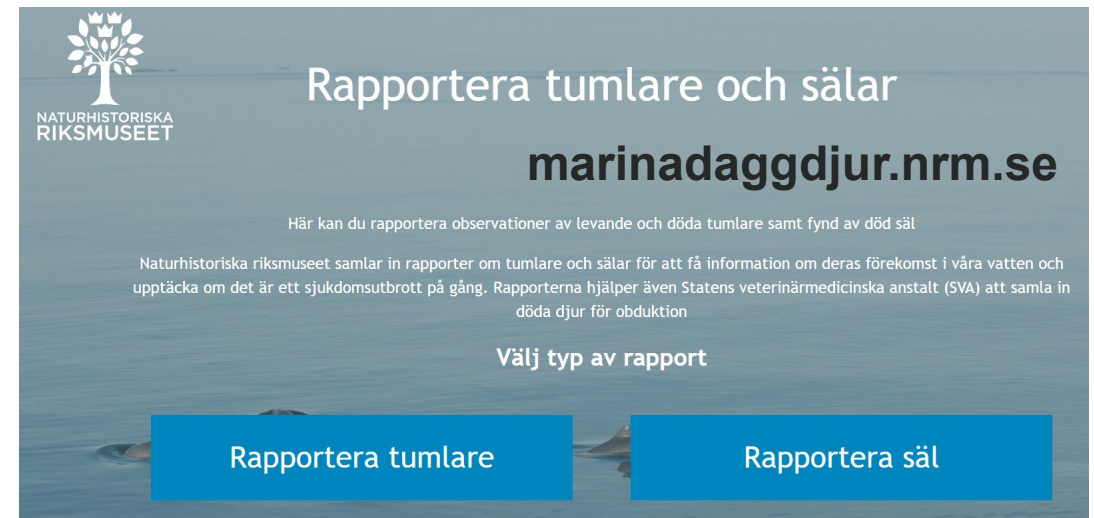 NATURHISTORISKA
RIKSMUSEET
Rapportera tumlare och sälar
marinadaggdjur.nrm.se
Här kan du rapportera observationer av levande och döda tumlare samt fynd av död säl
Naturhistoriska riksmuseet samlar in rapporter om tumlare och sälar för att få information om deras förekomst i våra vatten och
upptäcka om det är ett sjukdomsutbrott på gång. Rapporterna hjälper även Statens veterinärmedicinska anstalt (SVA) att samla in
döda djur för obduktion
Välj typ av rapport
Rapportera tumlare
Rapportera säl